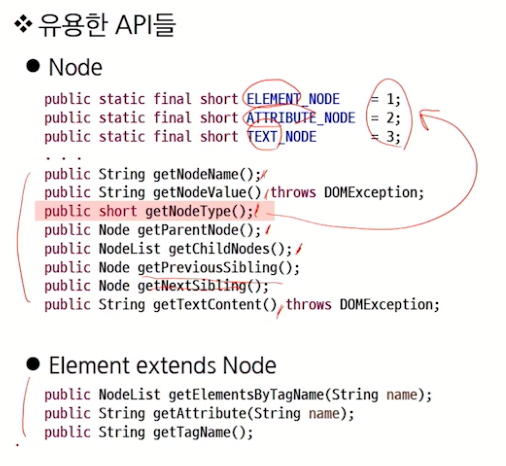 ❖ 유용한 API들
● Node
public static final short ELEMENT_NODE = 1;
public static final short ATTRIBUTE_NODE = 2;
public static final short TEXT_NODE = 3;
. . .
public String getNodeName();
public String getNodeValue() throws DOMException;
public short getNodeType();
public Node getParentNode();
public NodeList getChildNodes();
public Node getPreviousSibling();
public Node getNextSibling();
public String getTextContent() throws DOMException;
● Element extends Node
public NodeList getElementsByTagName(String name);
public String getAttribute(String name);
public String getTagName();